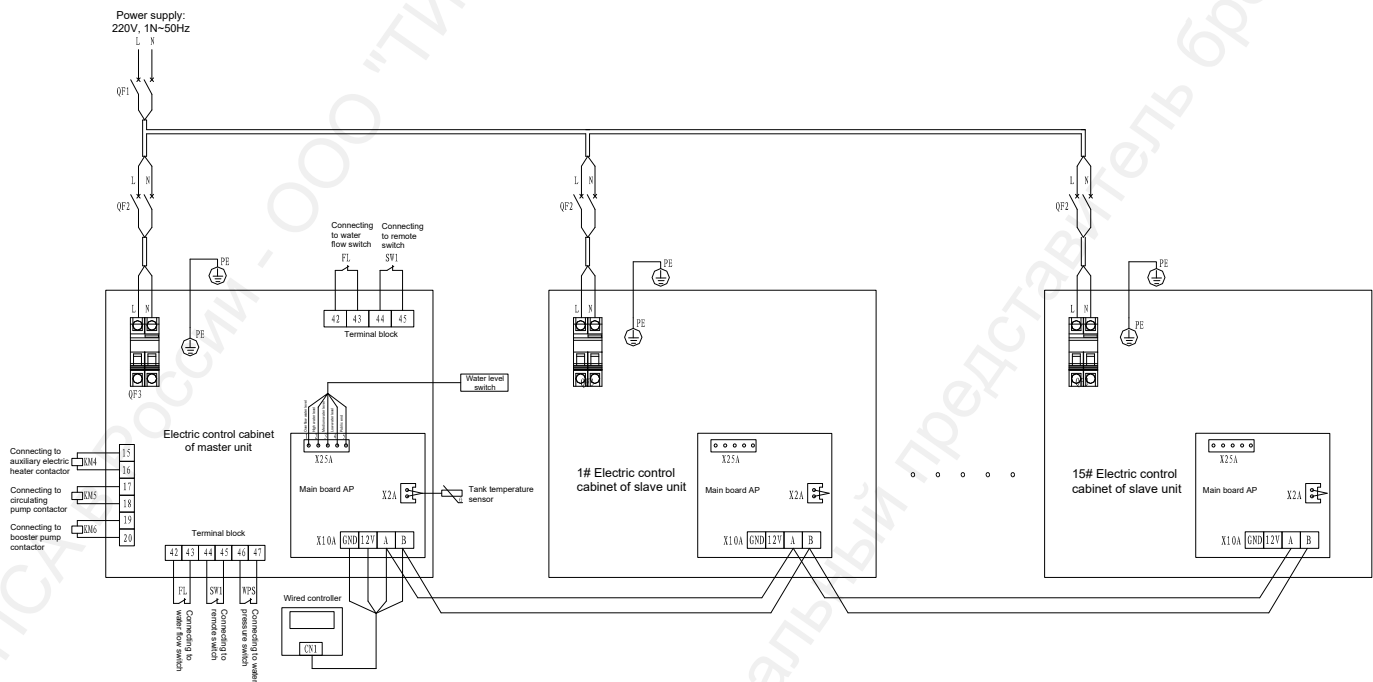 Power supply:
220V, 1N~50Hz
L N
QF1
L N
QF2
L N
QF2
L N
QF2
PE
PE
PE
Connecting
to water
flow switch
Connecting
to remote
switch
FL
SW1
42 43 44 45
Terminal block
L N
PE
QF3
L N
PE
L N
PE
Water level
switch
Electric control cabinet
of master unit
X25A
Main board AP
X2A
Tank temperature
sensor
X10A GND 12V A B
Connecting to
auxiliary electric
heater contactor
KM4
15
16
Connecting to
circulating
pump contactor
KM5
17
18
Connecting to
booster pump
contactor
KM6
19
20
Terminal block
42 43 44 45 46 47
FL
SW1
WPS
Connecting to
water flow switch
Connecting to
remote switch
Connecting to water
pressure switch
Wired controller
CN1
1# Electric control
cabinet of slave unit
X25A
Main board AP
X2A
X10A GND 12V A B
15# Electric control
cabinet of slave unit
X25A
Main board AP
X2A
X10A GND 12V A B